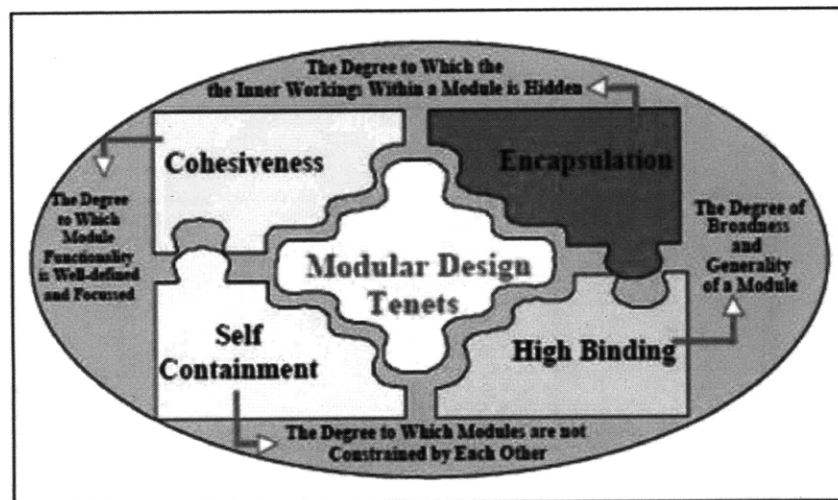 The Degree to Which the
the Inner Workings Within a Module is Hidden
Cohesiveness
Encapsulation
The Degree
to Which
Module
Functionality
is Well-defined
and Focussed
The Degree of
Broadness
and
Generality
of a Module
Modular Design
Tenets
Self
Containment
High Binding
The Degree to Which Modules are not
Constrained by Each Other